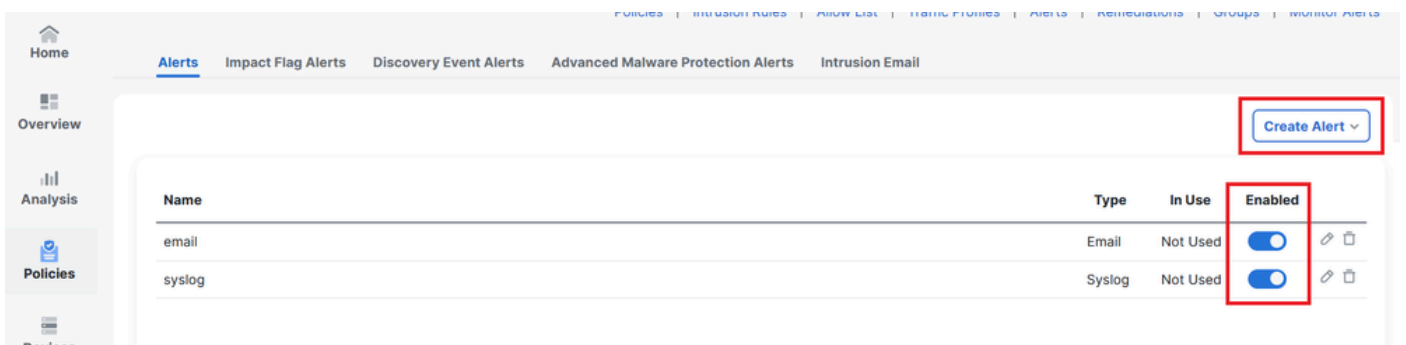 Policies | Intrusion Rules | Allow List | Traffic Profiles | Alerts | Remediations | Groups | Monitor Alerts
Home
Alerts Impact Flag Alerts Discovery Event Alerts Advanced Malware Protection Alerts Intrusion Email
Overview
Create Alert
Analysis
Name Type In Use Enabled
email Email Not Used
Policies
syslog Syslog Not Used
Devices